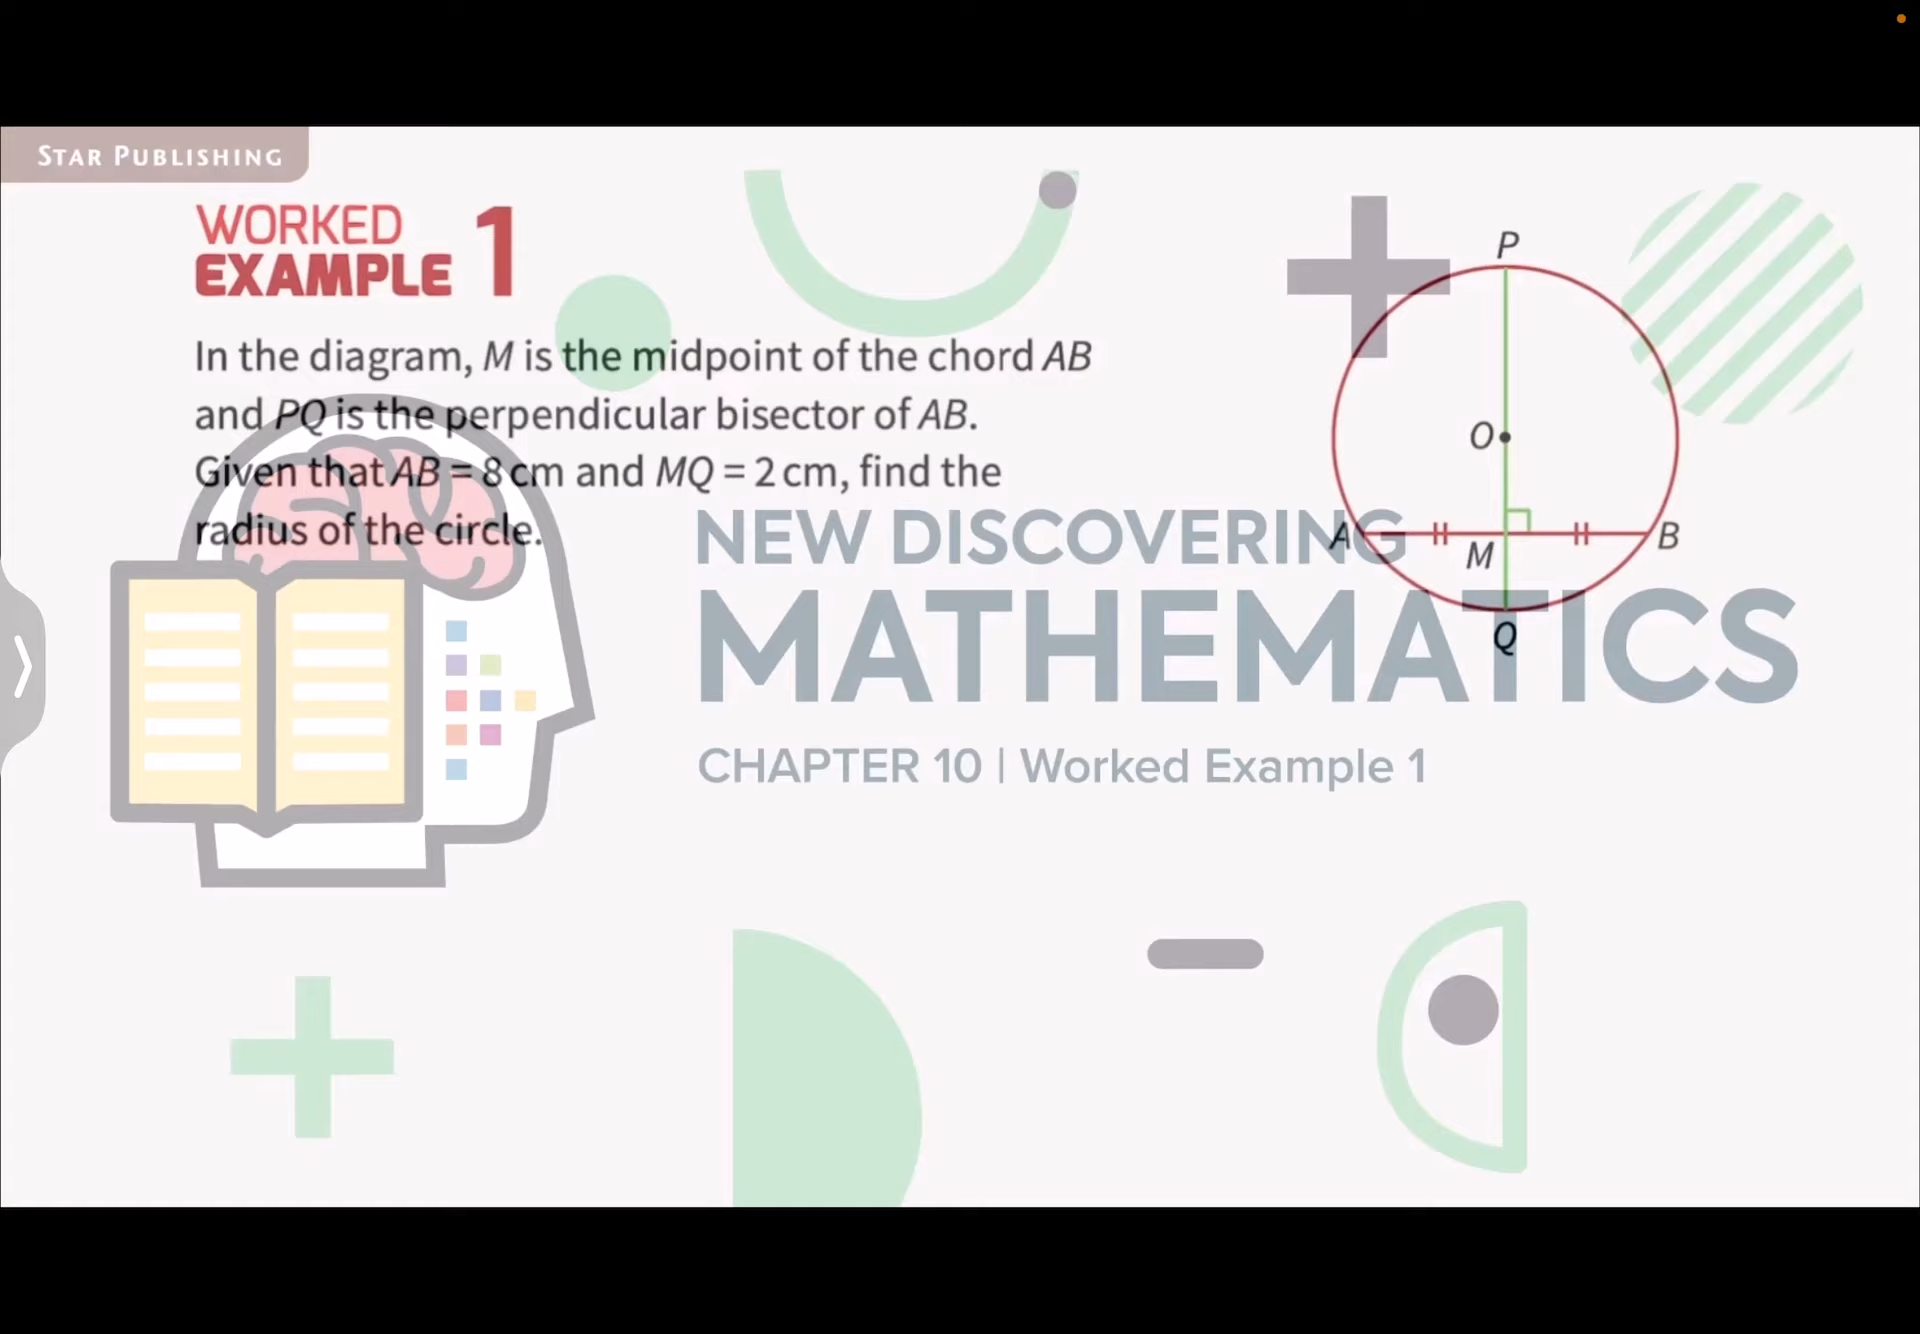 STAR PUBLISHING
WORKED
EXAMPLE 1
In the diagram, M is the midpoint of the chord AB
and PQ is the perpendicular bisector of AB.
Given that AB = 8 cm and MQ = 2 cm, find the
radius of the circle.
P
O
A
M
B
Q
NEW DISCOVERING
MATHEMATICS
CHAPTER 10 | Worked Example 1